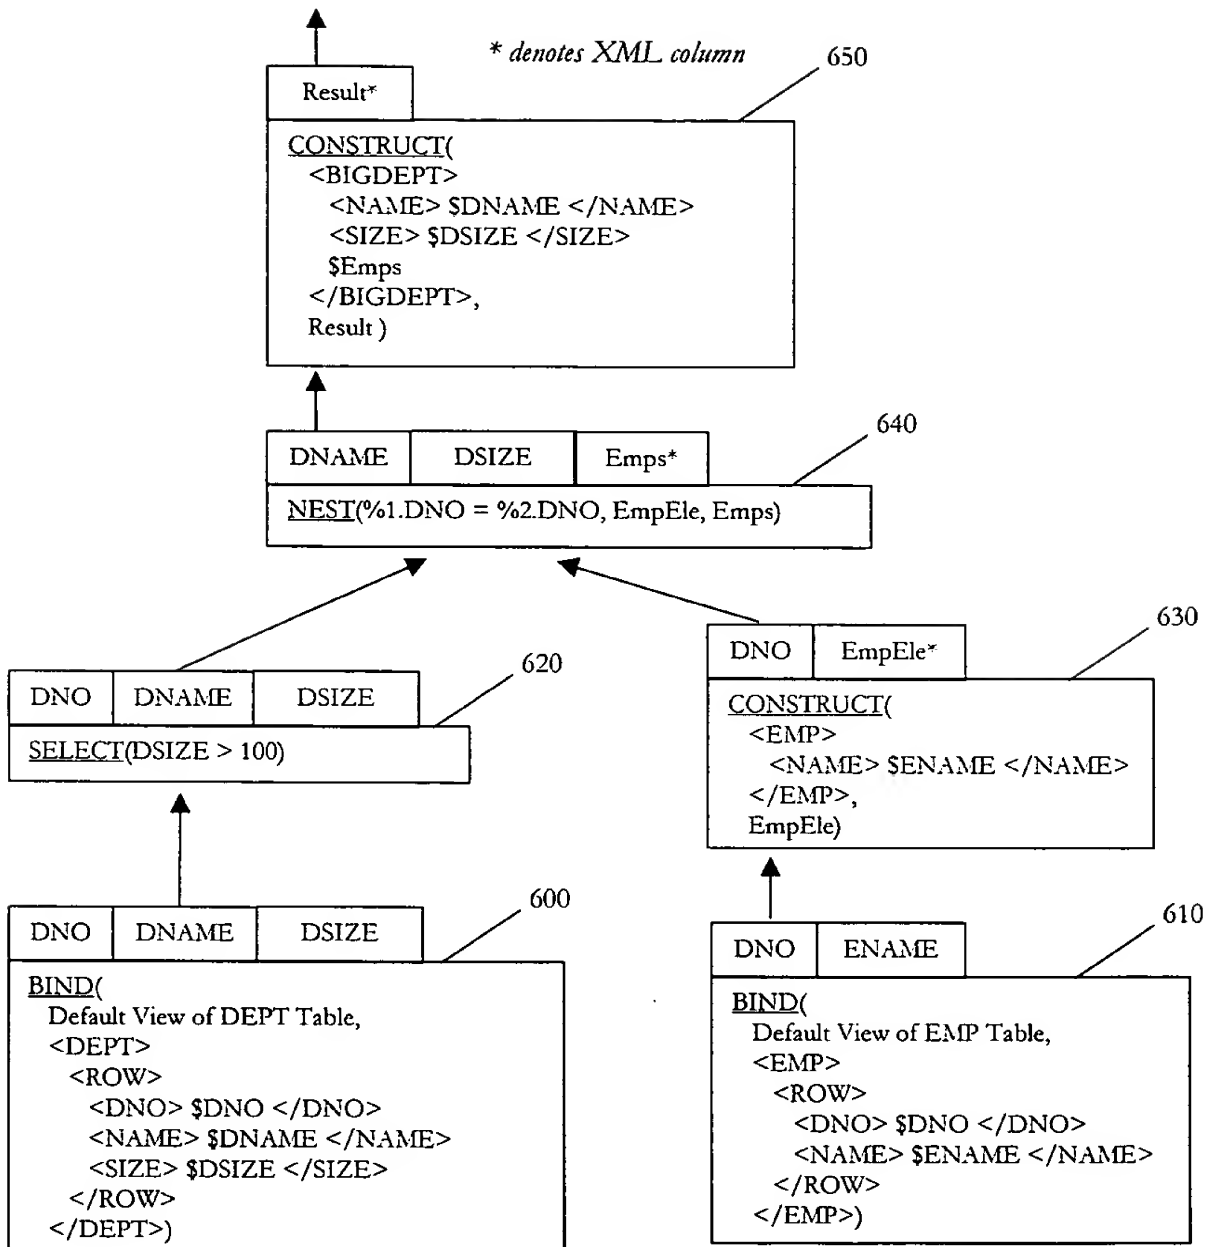 * denotes XML column
650
Result*
CONSTRUCT(
<BIGDEPT>
<NAME> $DNAME </NAME>
<SIZE> $DSIZE </SIZE>
$Emps
</BIGDEPT>,
Result )
640
DNAME DSIZE Emps*
NEST(%1.DNO = %2.DNO, EmpEle, Emps)
620
DNO DNAME DSIZE
SELECT(DSIZE > 100)
630
DNO EmpEle*
CONSTRUCT(
<EMP>
<NAME> $ENAME </NAME>
</EMP>,
EmpEle)
600
DNO DNAME DSIZE
BIND(
Default View of DEPT Table,
<DEPT>
<ROW>
<DNO> $DNO </DNO>
<NAME> $DNAME </NAME>
<SIZE> $DSIZE </SIZE>
</ROW>
</DEPT>)
610
DNO ENAME
BIND(
Default View of EMP Table,
<EMP>
<ROW>
<DNO> $DNO </DNO>
<NAME> $ENAME </NAME>
</ROW>
</EMP>)